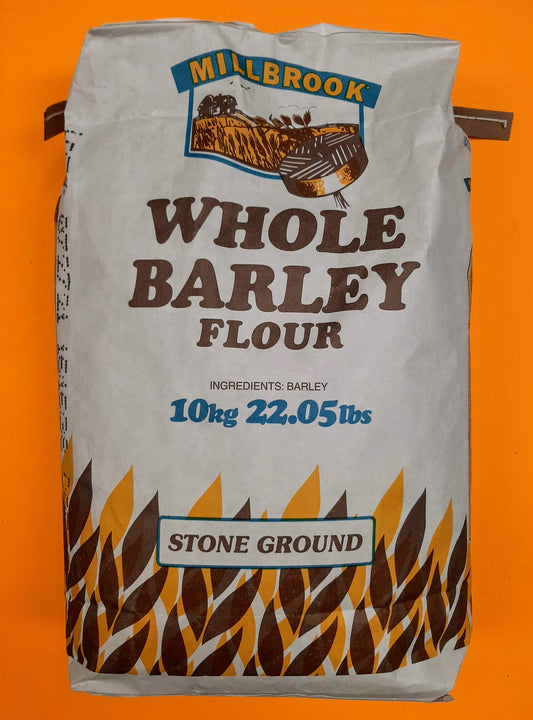 MILLBROOK
WHOLE
BARLEY
FLOUR
INGREDIENTS: BARLEY
10kg 22.05lbs
STONE GROUND